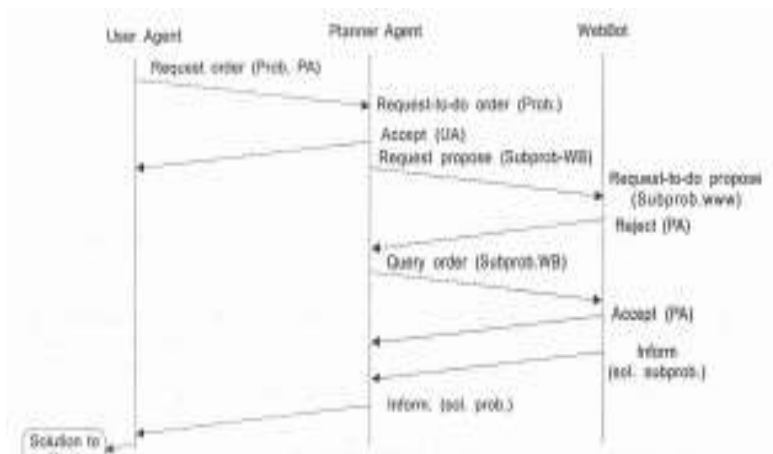 User Agent
Planner Agent
WebBot
Request order (Prob. PA)
Request-to-do order (Prob.)
Accept (UA)
Request propose (Subprob-WB)
Request-to-do propose
(Subprob.www)
Reject (PA)
Query order (Subprob.WB)
Accept (PA)
Inform
(sol. subprob.)
Inform. (sol. prob.)
Solution to